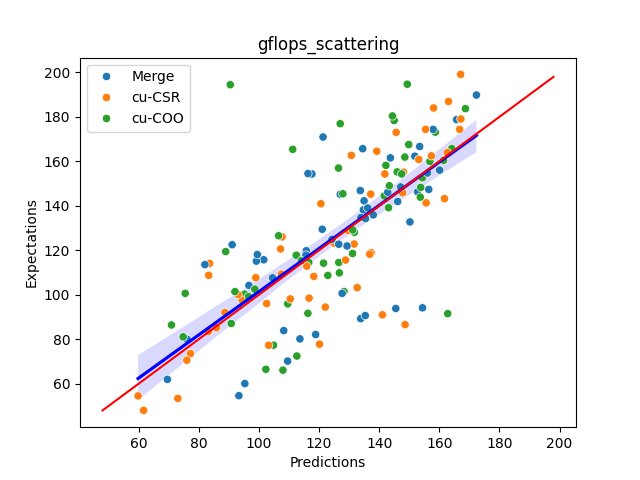 gflops_scattering
Merge
cu-CSR
cu-COO
Expectations
200
180
160
140
120
100
80
60
60 80 100 120 140 160 180 200
Predictions